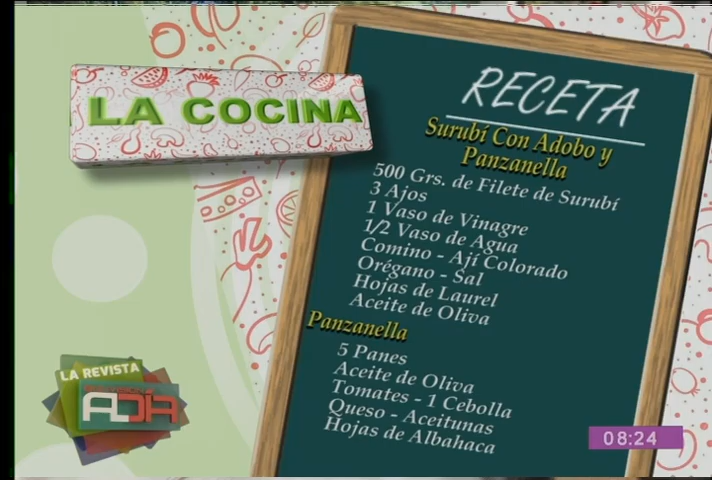 LA COCINA
RECETA
Surubí Con Adobo y
Panzanella
500 Grs. de Filete de Surubí
3 Ajos
1 Vaso de Vinagre
1/2 Vaso de Agua
Comino - Ají Colorado
Orégano - Sal
Hojas de Laurel
Aceite de Oliva
Panzanella
5 Panes
Aceite de Oliva
Tomates - 1 Cebolla
Queso - Aceitunas
Hojas de Albahaca
LA REVISTA
AL DÍA
08:24